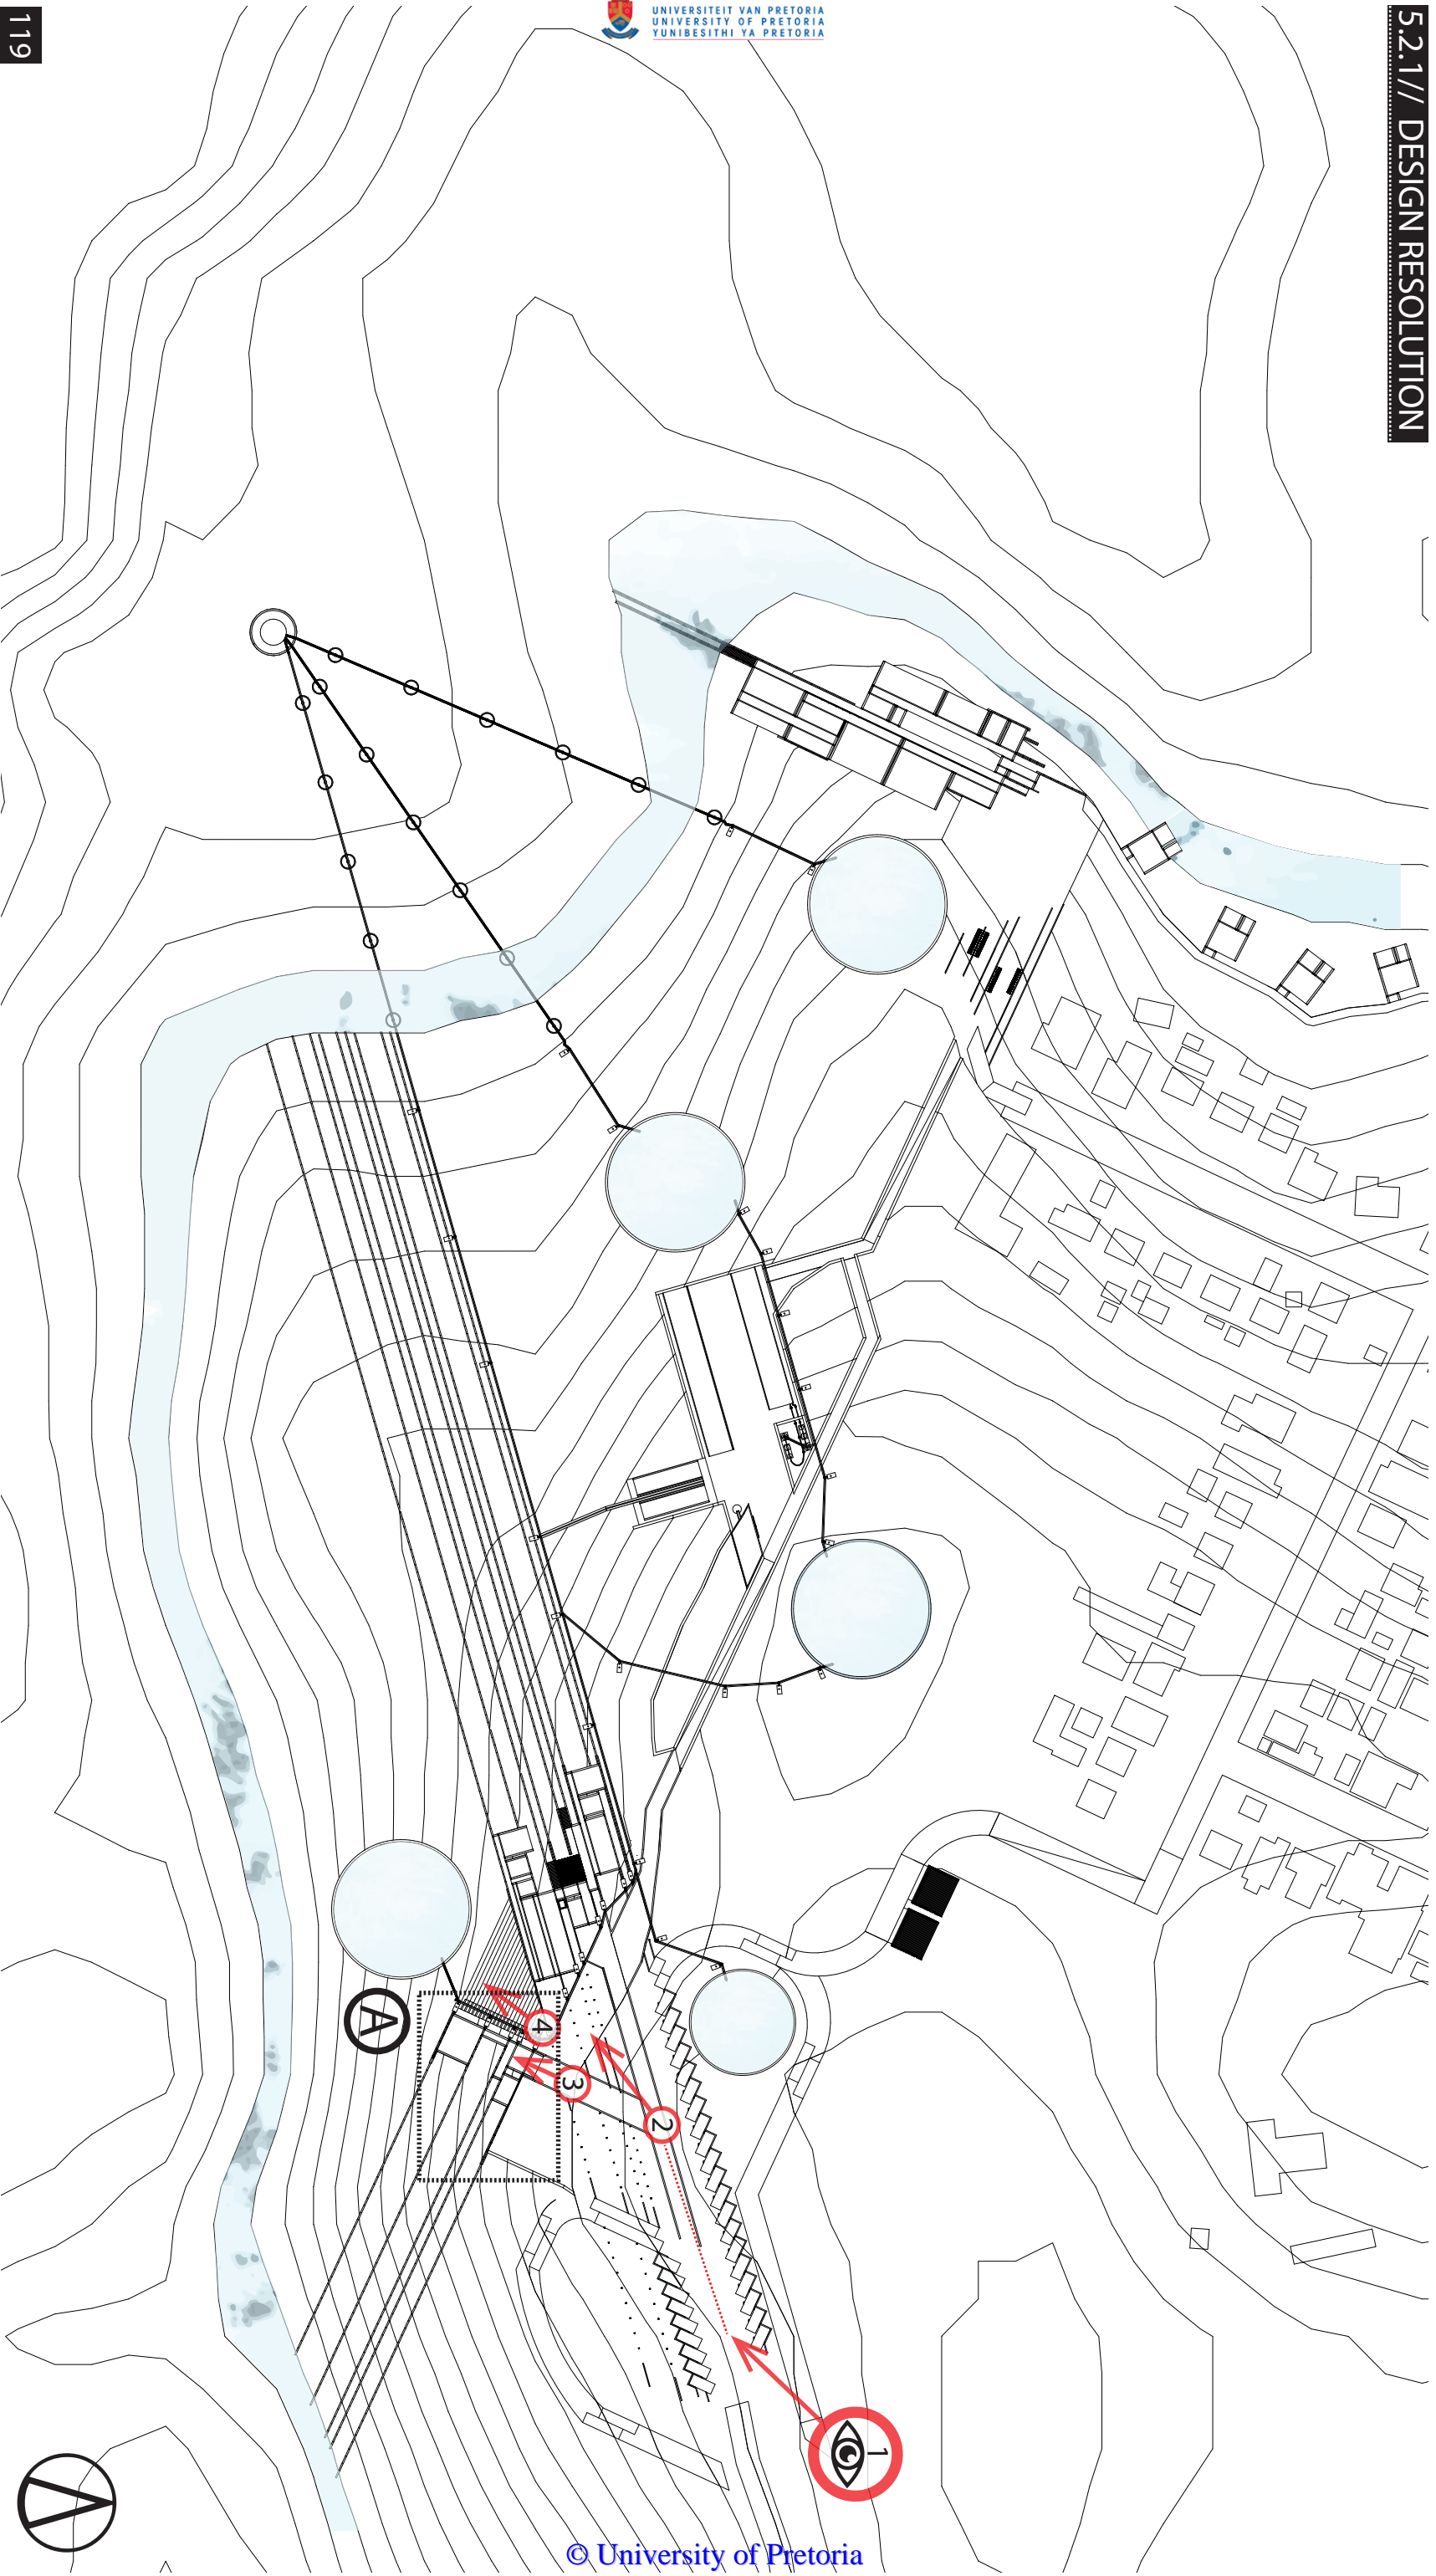 119
UNIVERSITEIT VAN PRETORIA
UNIVERSITY OF PRETORIA
YUNIBESITHI YA PRETORIA
5.2.1// DESIGN RESOLUTION
A
4
3
2
1
© University of Pretoria